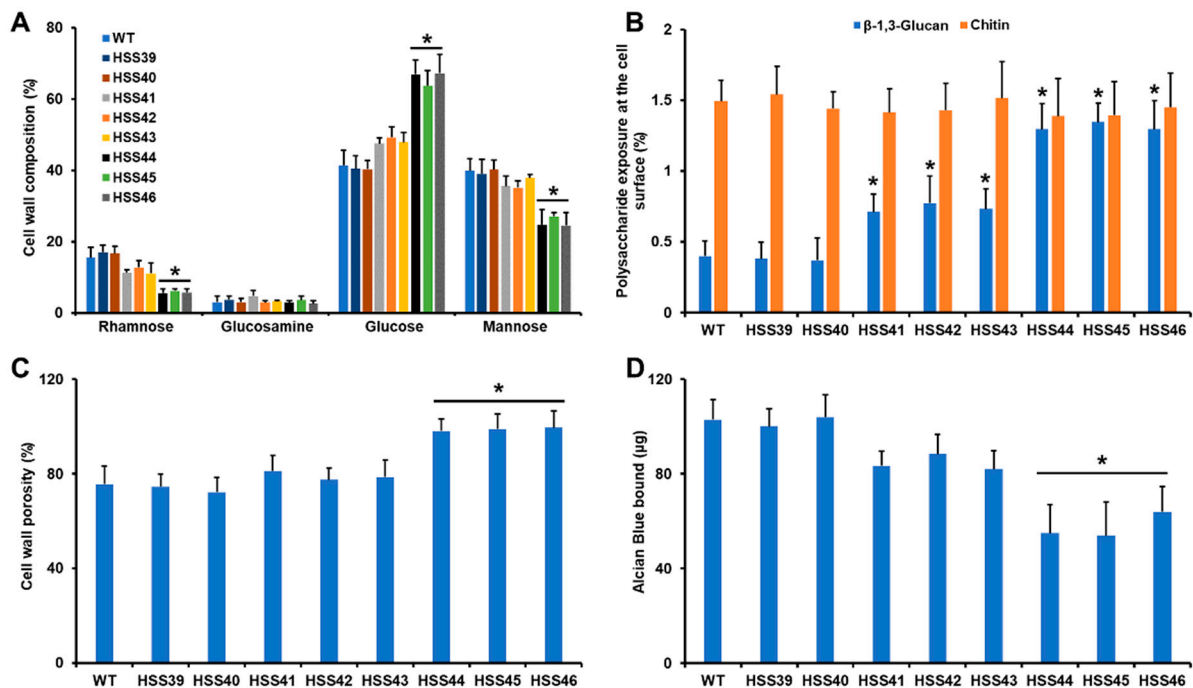 A
Cell wall composition (%)
80
60
40
20
0
WT
HSS39
HSS40
HSS41
HSS42
HSS43
HSS44
HSS45
HSS46
*
*
*
Rhamnose Glucosamine Glucose Mannose
B
β-1,3-Glucan Chitin
Polysaccharide exposure at the cell
surface (%)
2
1.5
1
0.5
0
* * * * * *
WT HSS39 HSS40 HSS41 HSS42 HSS43 HSS44 HSS45 HSS46
C
Cell wall porosity (%)
120
80
40
0
*
WT HSS39 HSS40 HSS41 HSS42 HSS43 HSS44 HSS45 HSS46
D
Alcian Blue bound (µg)
120
80
40
0
*
WT HSS39 HSS40 HSS41 HSS42 HSS43 HSS44 HSS45 HSS46